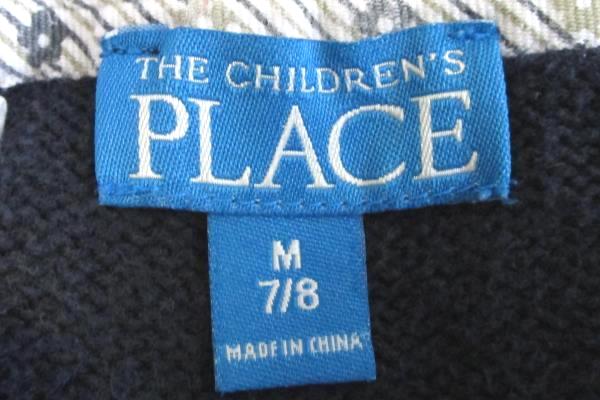 THE CHILDREN'S
PLACE
M
7/8
MADE IN CHINA